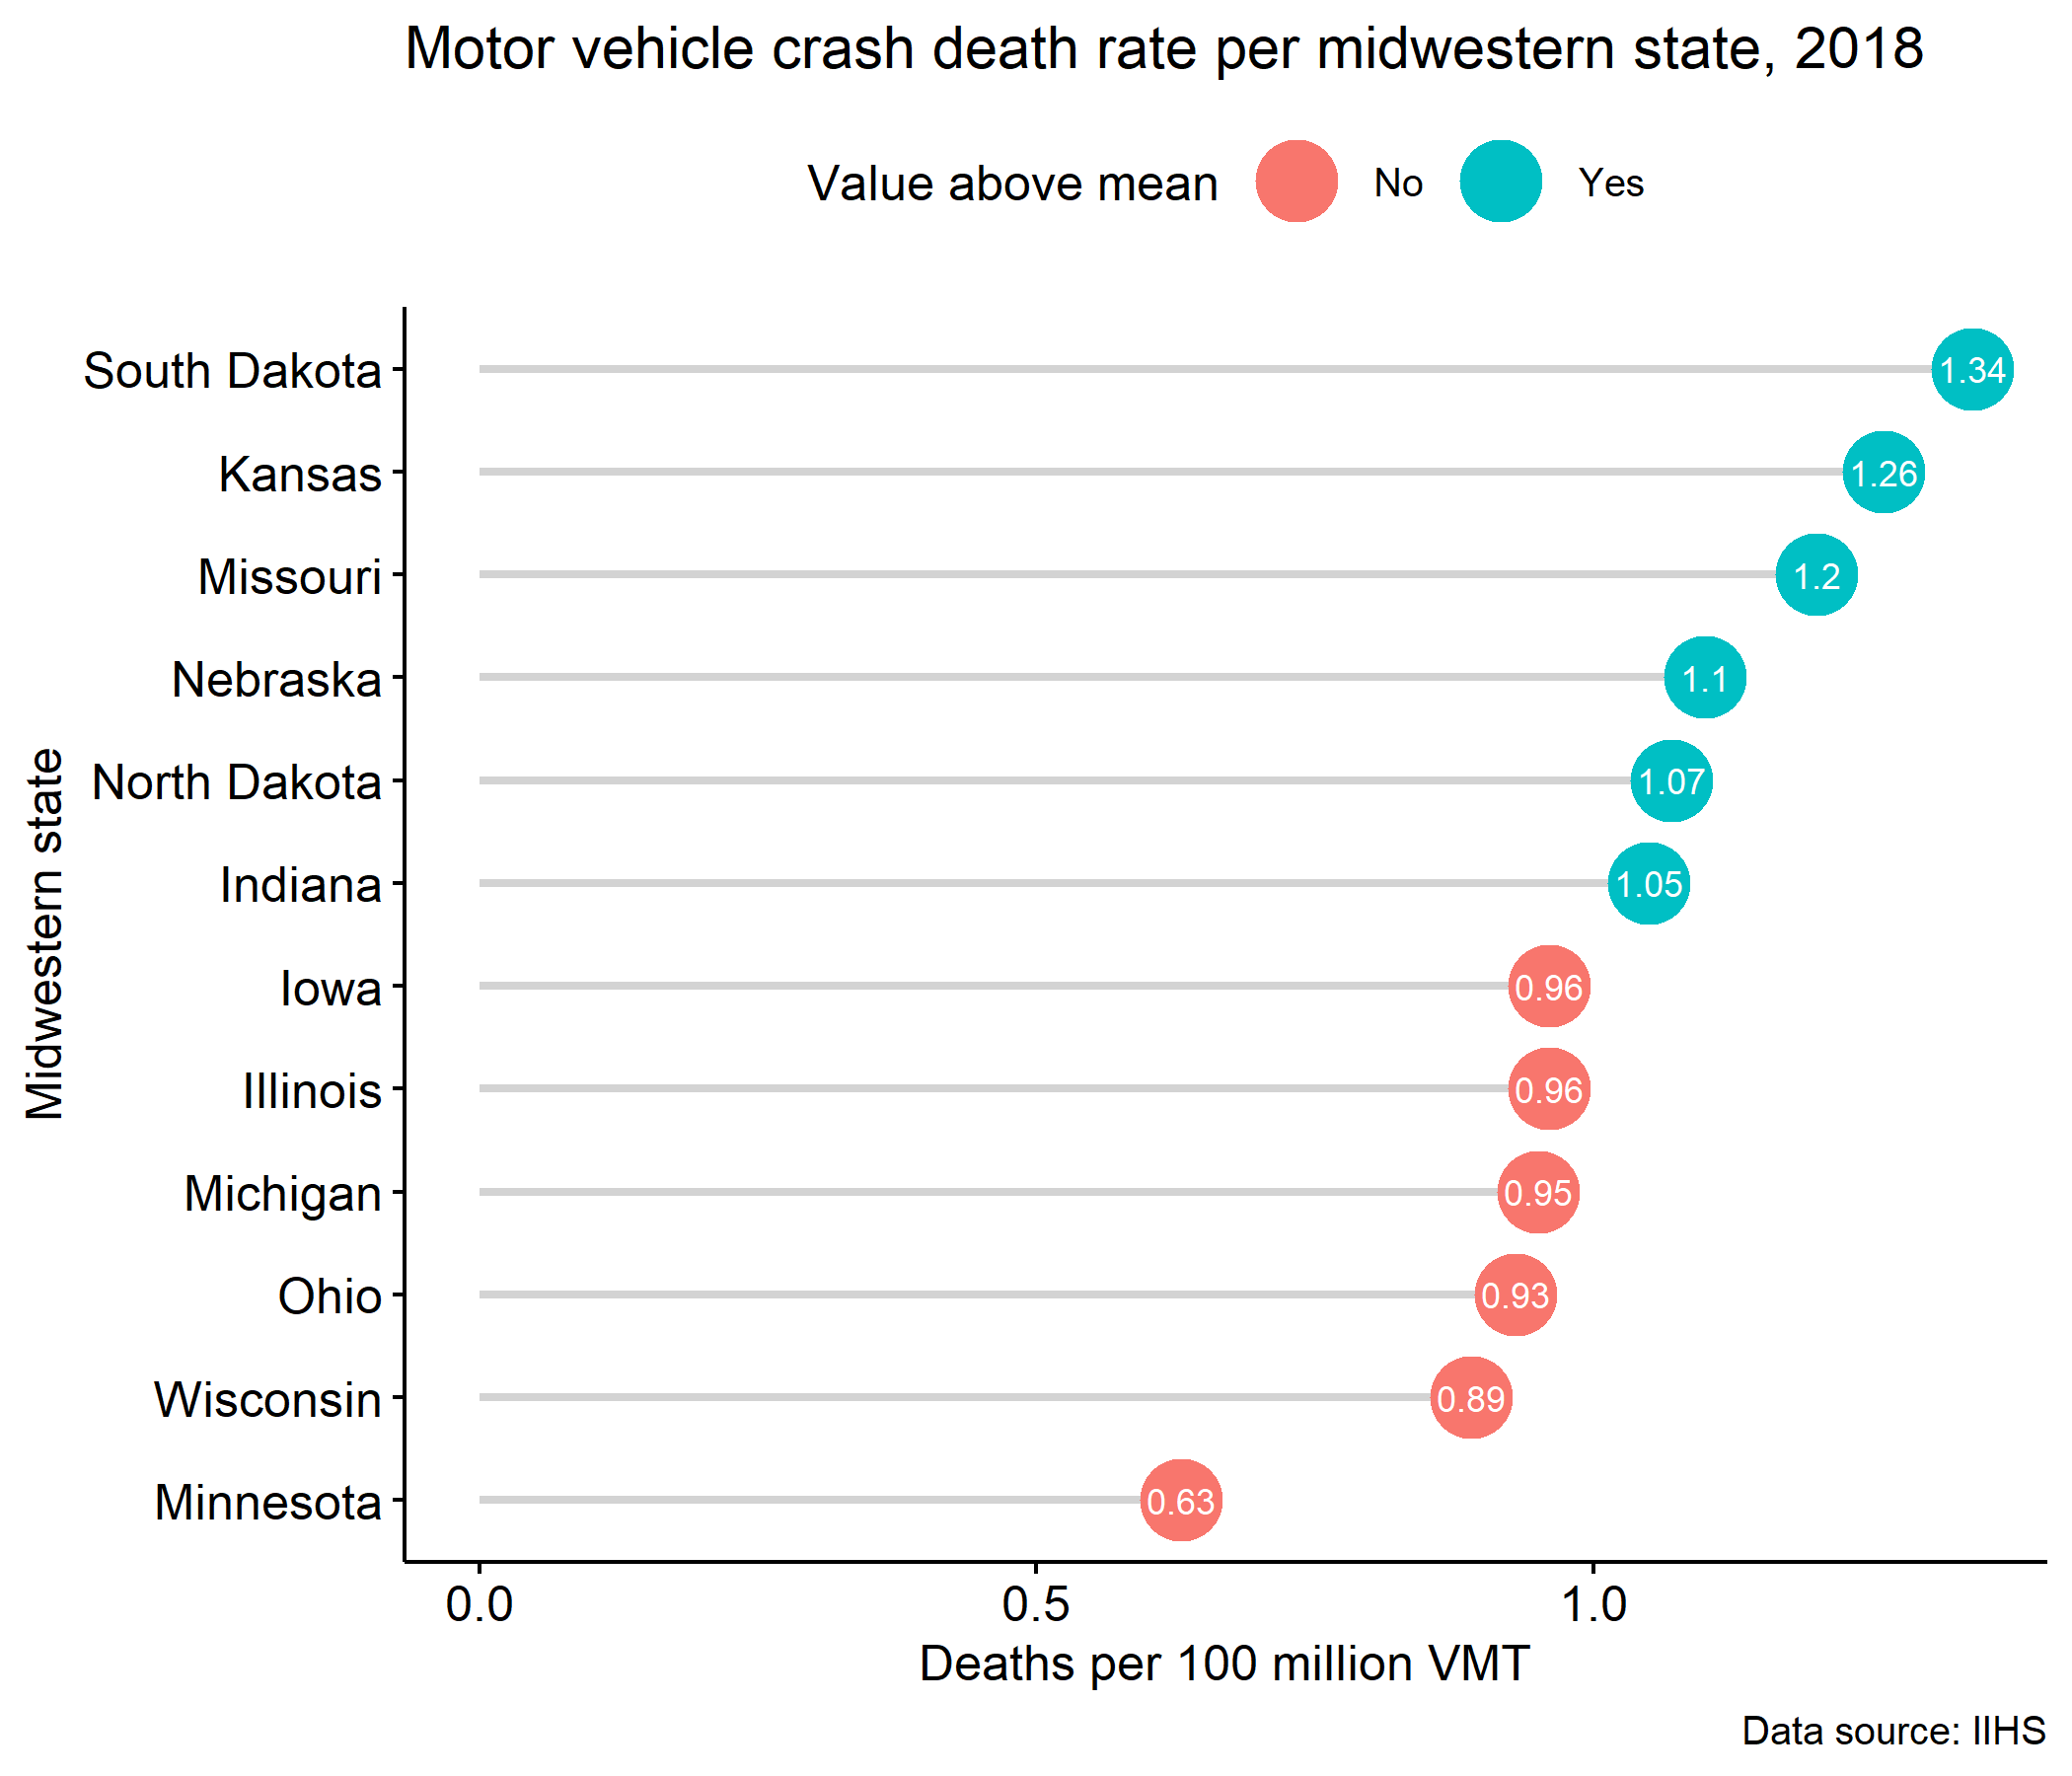 Motor vehicle crash death rate per midwestern state, 2018
Value above mean No Yes
Midwestern state
South Dakota 1.34
Kansas 1.26
Missouri 1.2
Nebraska 1.1
North Dakota 1.07
Indiana 1.05
Iowa 0.96
Illinois 0.96
Michigan 0.95
Ohio 0.93
Wisconsin 0.89
Minnesota 0.63
0.0 0.5 1.0
Deaths per 100 million VMT
Data source: IIHS